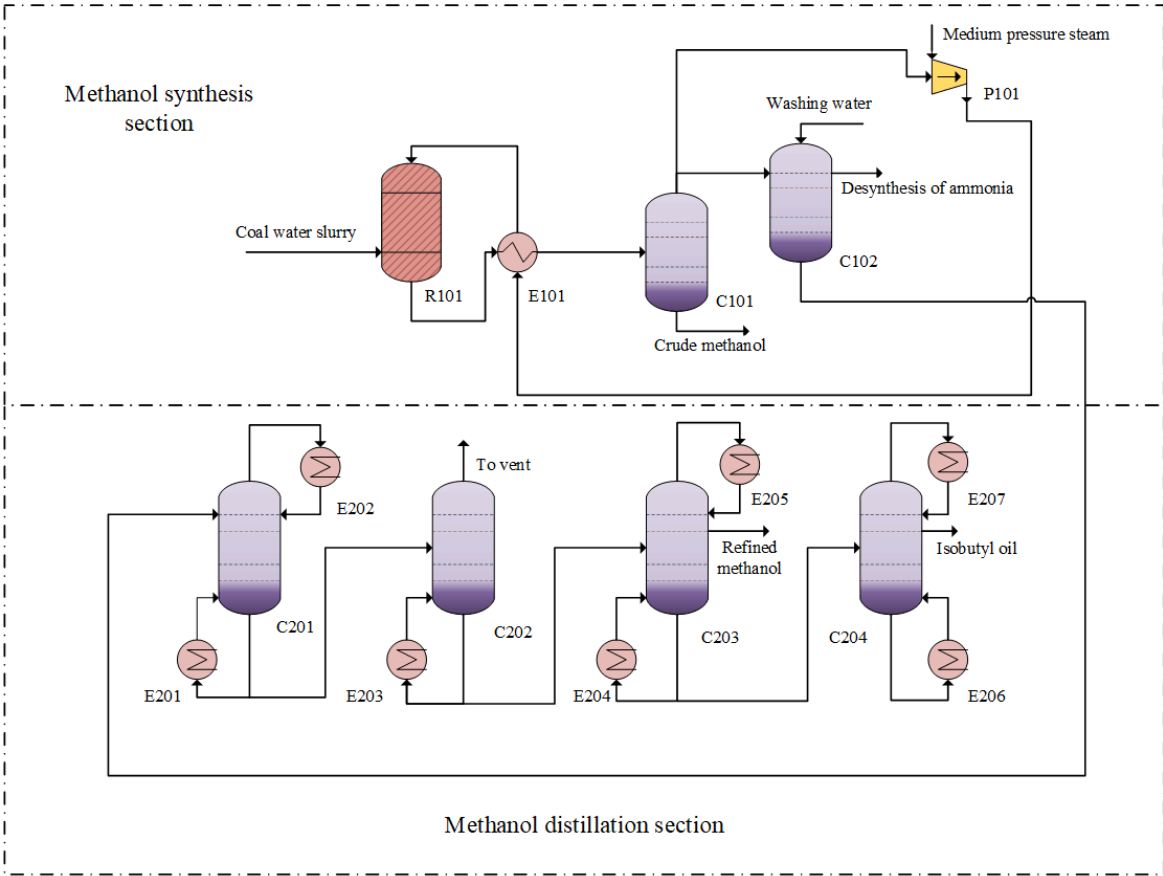 Medium pressure steam
Methanol synthesis
section
P101
Washing water
Desynthesis of ammonia
Coal water slurry
C102
R101
E101
C101
Crude methanol
To vent
E202
E205
E207
Refined
methanol
Isobutyl oil
C201
C202
C203
C204
E201
E203
E204
E206
Methanol distillation section